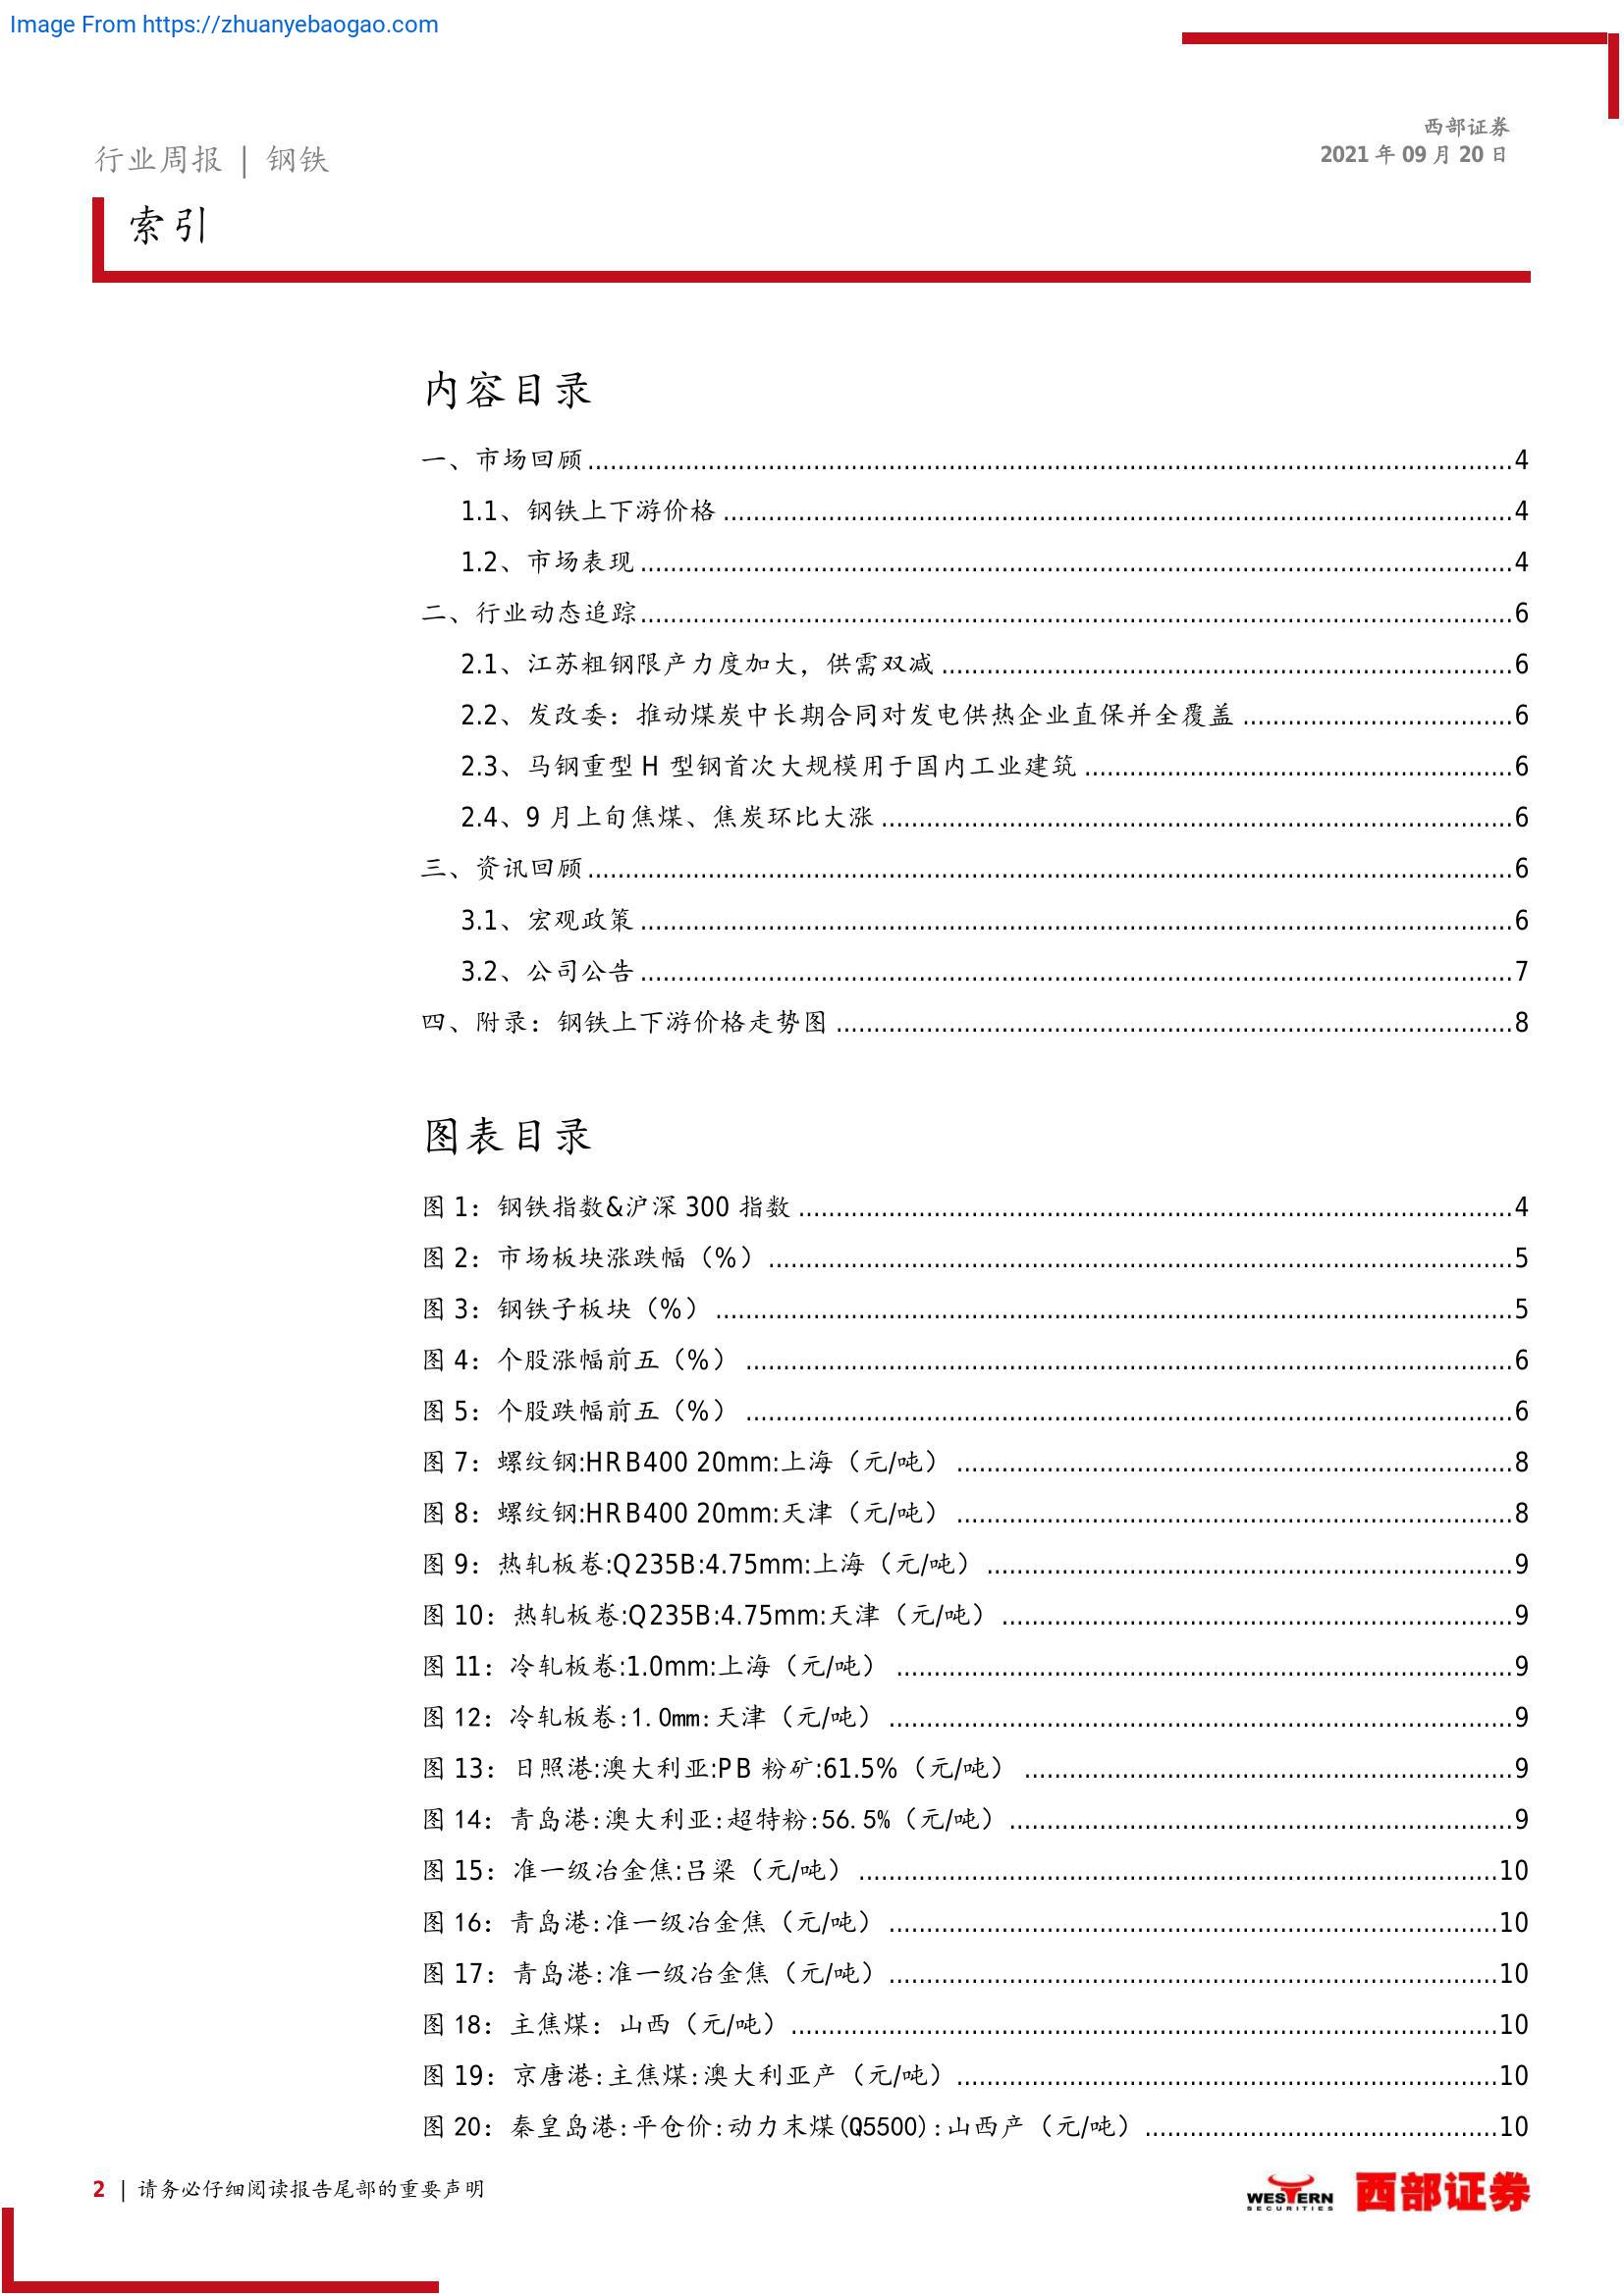 Image From https://zhuanyebaogao.com
西部证券
2021 年 09 月 20 日
行业周报 | 钢铁
索引
内容目录
一、市场回顾 4
1.1、钢铁上下游价格 4
1.2、市场表现 4
二、行业动态追踪 6
2.1、江苏粗钢限产力度加大，供需双减 6
2.2、发改委：推动煤炭中长期合同对发电供热企业直保并全覆盖 6
2.3、马钢重型 H 型钢首次大规模用于国内工业建筑 6
2.4、9 月上旬焦煤、焦炭环比大涨 6
三、资讯回顾 6
3.1、宏观政策 6
3.2、公司公告 7
四、附录：钢铁上下游价格走势图 8
图表目录
图 1：钢铁指数&沪深 300 指数 4
图 2：市场板块涨跌幅（%） 5
图 3：钢铁子板块（%） 5
图 4：个股涨幅前五（%） 6
图 5：个股跌幅前五（%） 6
图 7：螺纹钢:HRB400 20mm:上海（元/吨） 8
图 8：螺纹钢:HRB400 20mm:天津（元/吨） 8
图 9：热轧板卷:Q235B:4.75mm:上海（元/吨） 9
图 10：热轧板卷:Q235B:4.75mm:天津（元/吨） 9
图 11：冷轧板卷:1.0mm:上海（元/吨） 9
图 12：冷轧板卷:1.0mm:天津（元/吨） 9
图 13：日照港:澳大利亚:PB 粉矿:61.5%（元/吨） 9
图 14：青岛港:澳大利亚:超特粉:56.5%（元/吨） 9
图 15：准一级冶金焦:吕梁（元/吨） 10
图 16：青岛港:准一级冶金焦（元/吨） 10
图 17：青岛港:准一级冶金焦（元/吨） 10
图 18：主焦煤：山西（元/吨） 10
图 19：京唐港:主焦煤:澳大利亚产（元/吨） 10
图 20：秦皇岛港:平仓价:动力末煤(Q5500):山西产（元/吨） 10
2 | 请务必仔细阅读报告尾部的重要声明
WESTERN
SECURITIES
西部证券